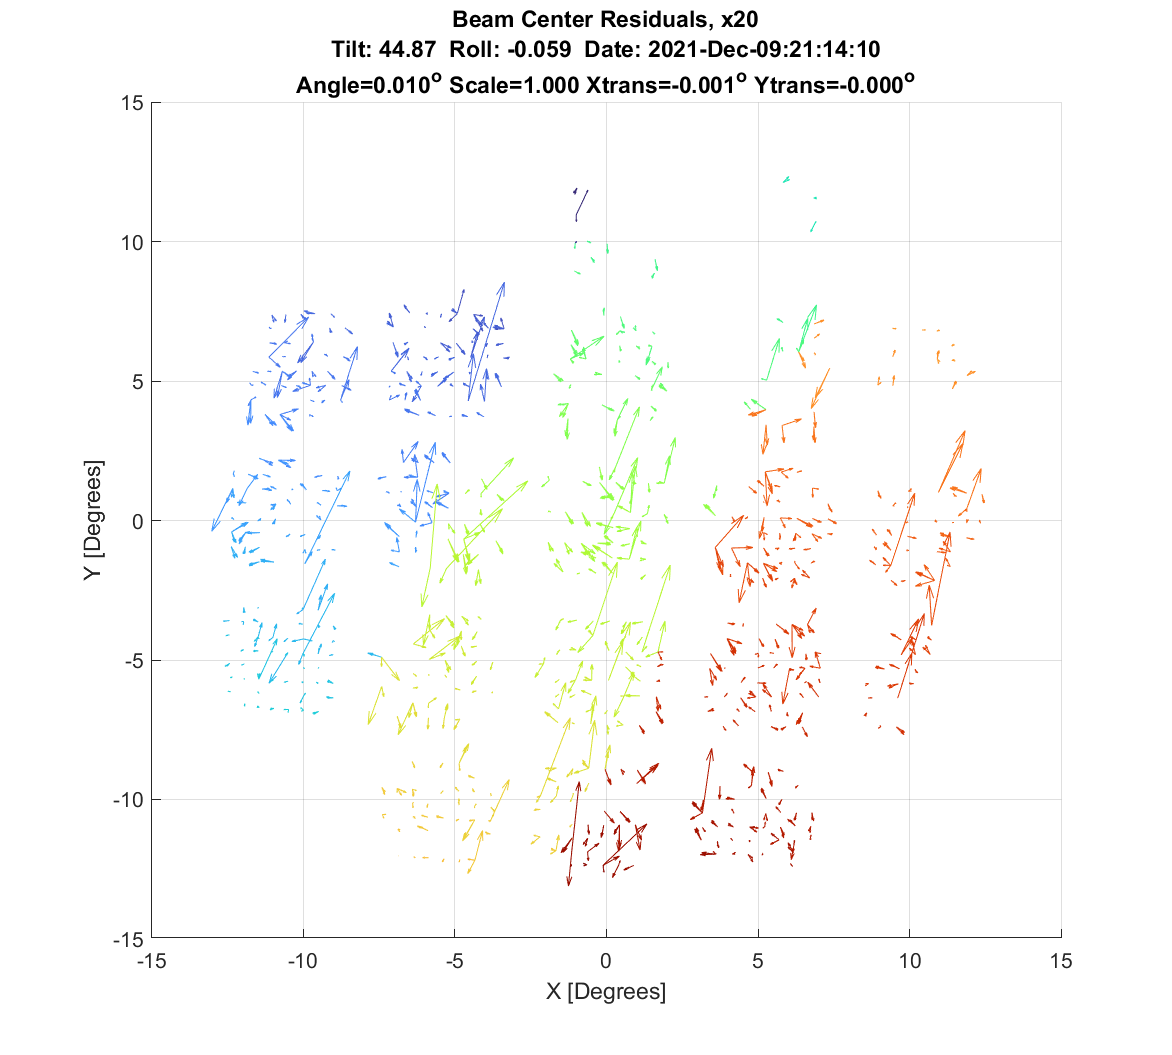 Beam Center Residuals, x20
Tilt: 44.87 Roll: -0.059 Date: 2021-Dec-09:21:14:10
Angle=0.010° Scale=1.000 Xtrans=-0.001° Ytrans=-0.000°
15
10
5
0
-5
-10
-15
Y [Degrees]
-15 -10 -5 0 5 10 15
X [Degrees]